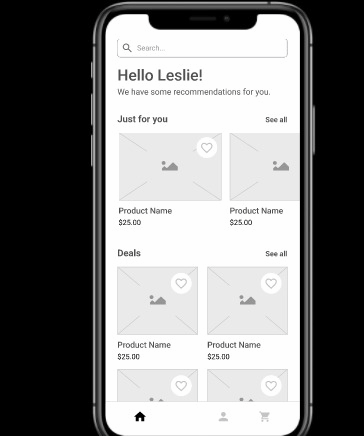 Search...
Hello Leslie!
We have some recommendations for you.
Just for you See all
Product Name Product Name
$25.00 $25.00
Deals See all
Product Name Product Name
$25.00 $25.00